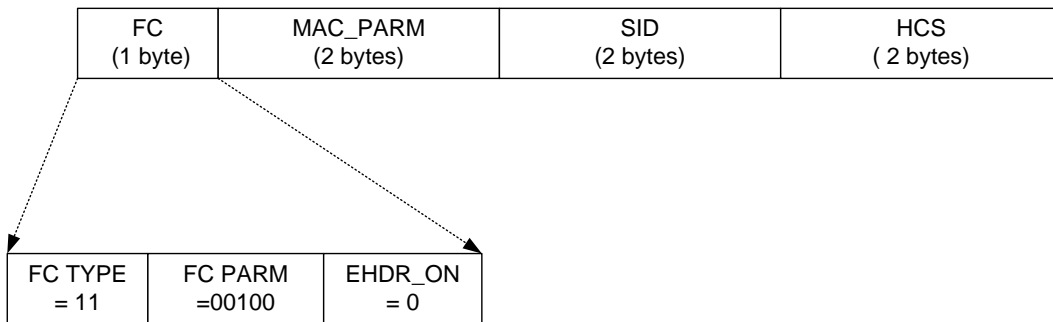 FC
(1 byte)
MAC_PARM
(2 bytes)
SID
(2 bytes)
HCS
( 2 bytes)
FC TYPE
= 11
FC PARM
=00100
EHDR_ON
= 0